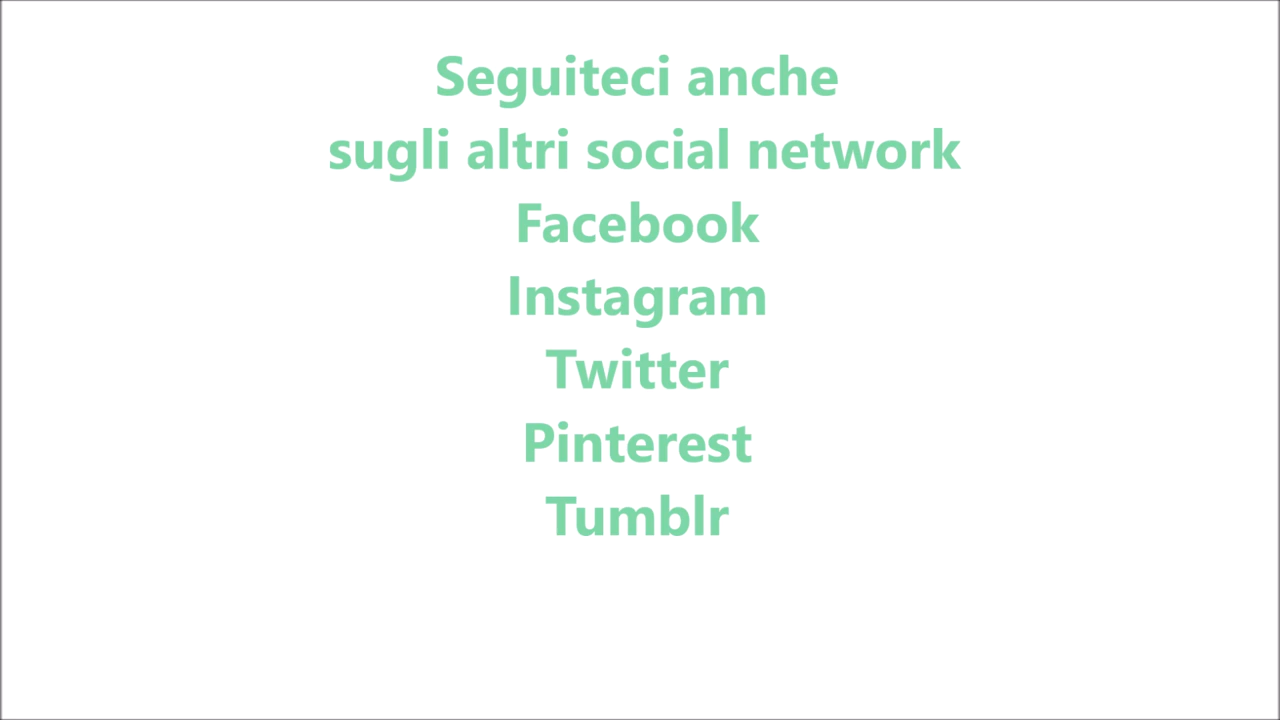 Seguiteci anche
sugli altri social network
Facebook
Instagram
Twitter
Pinterest
Tumblr